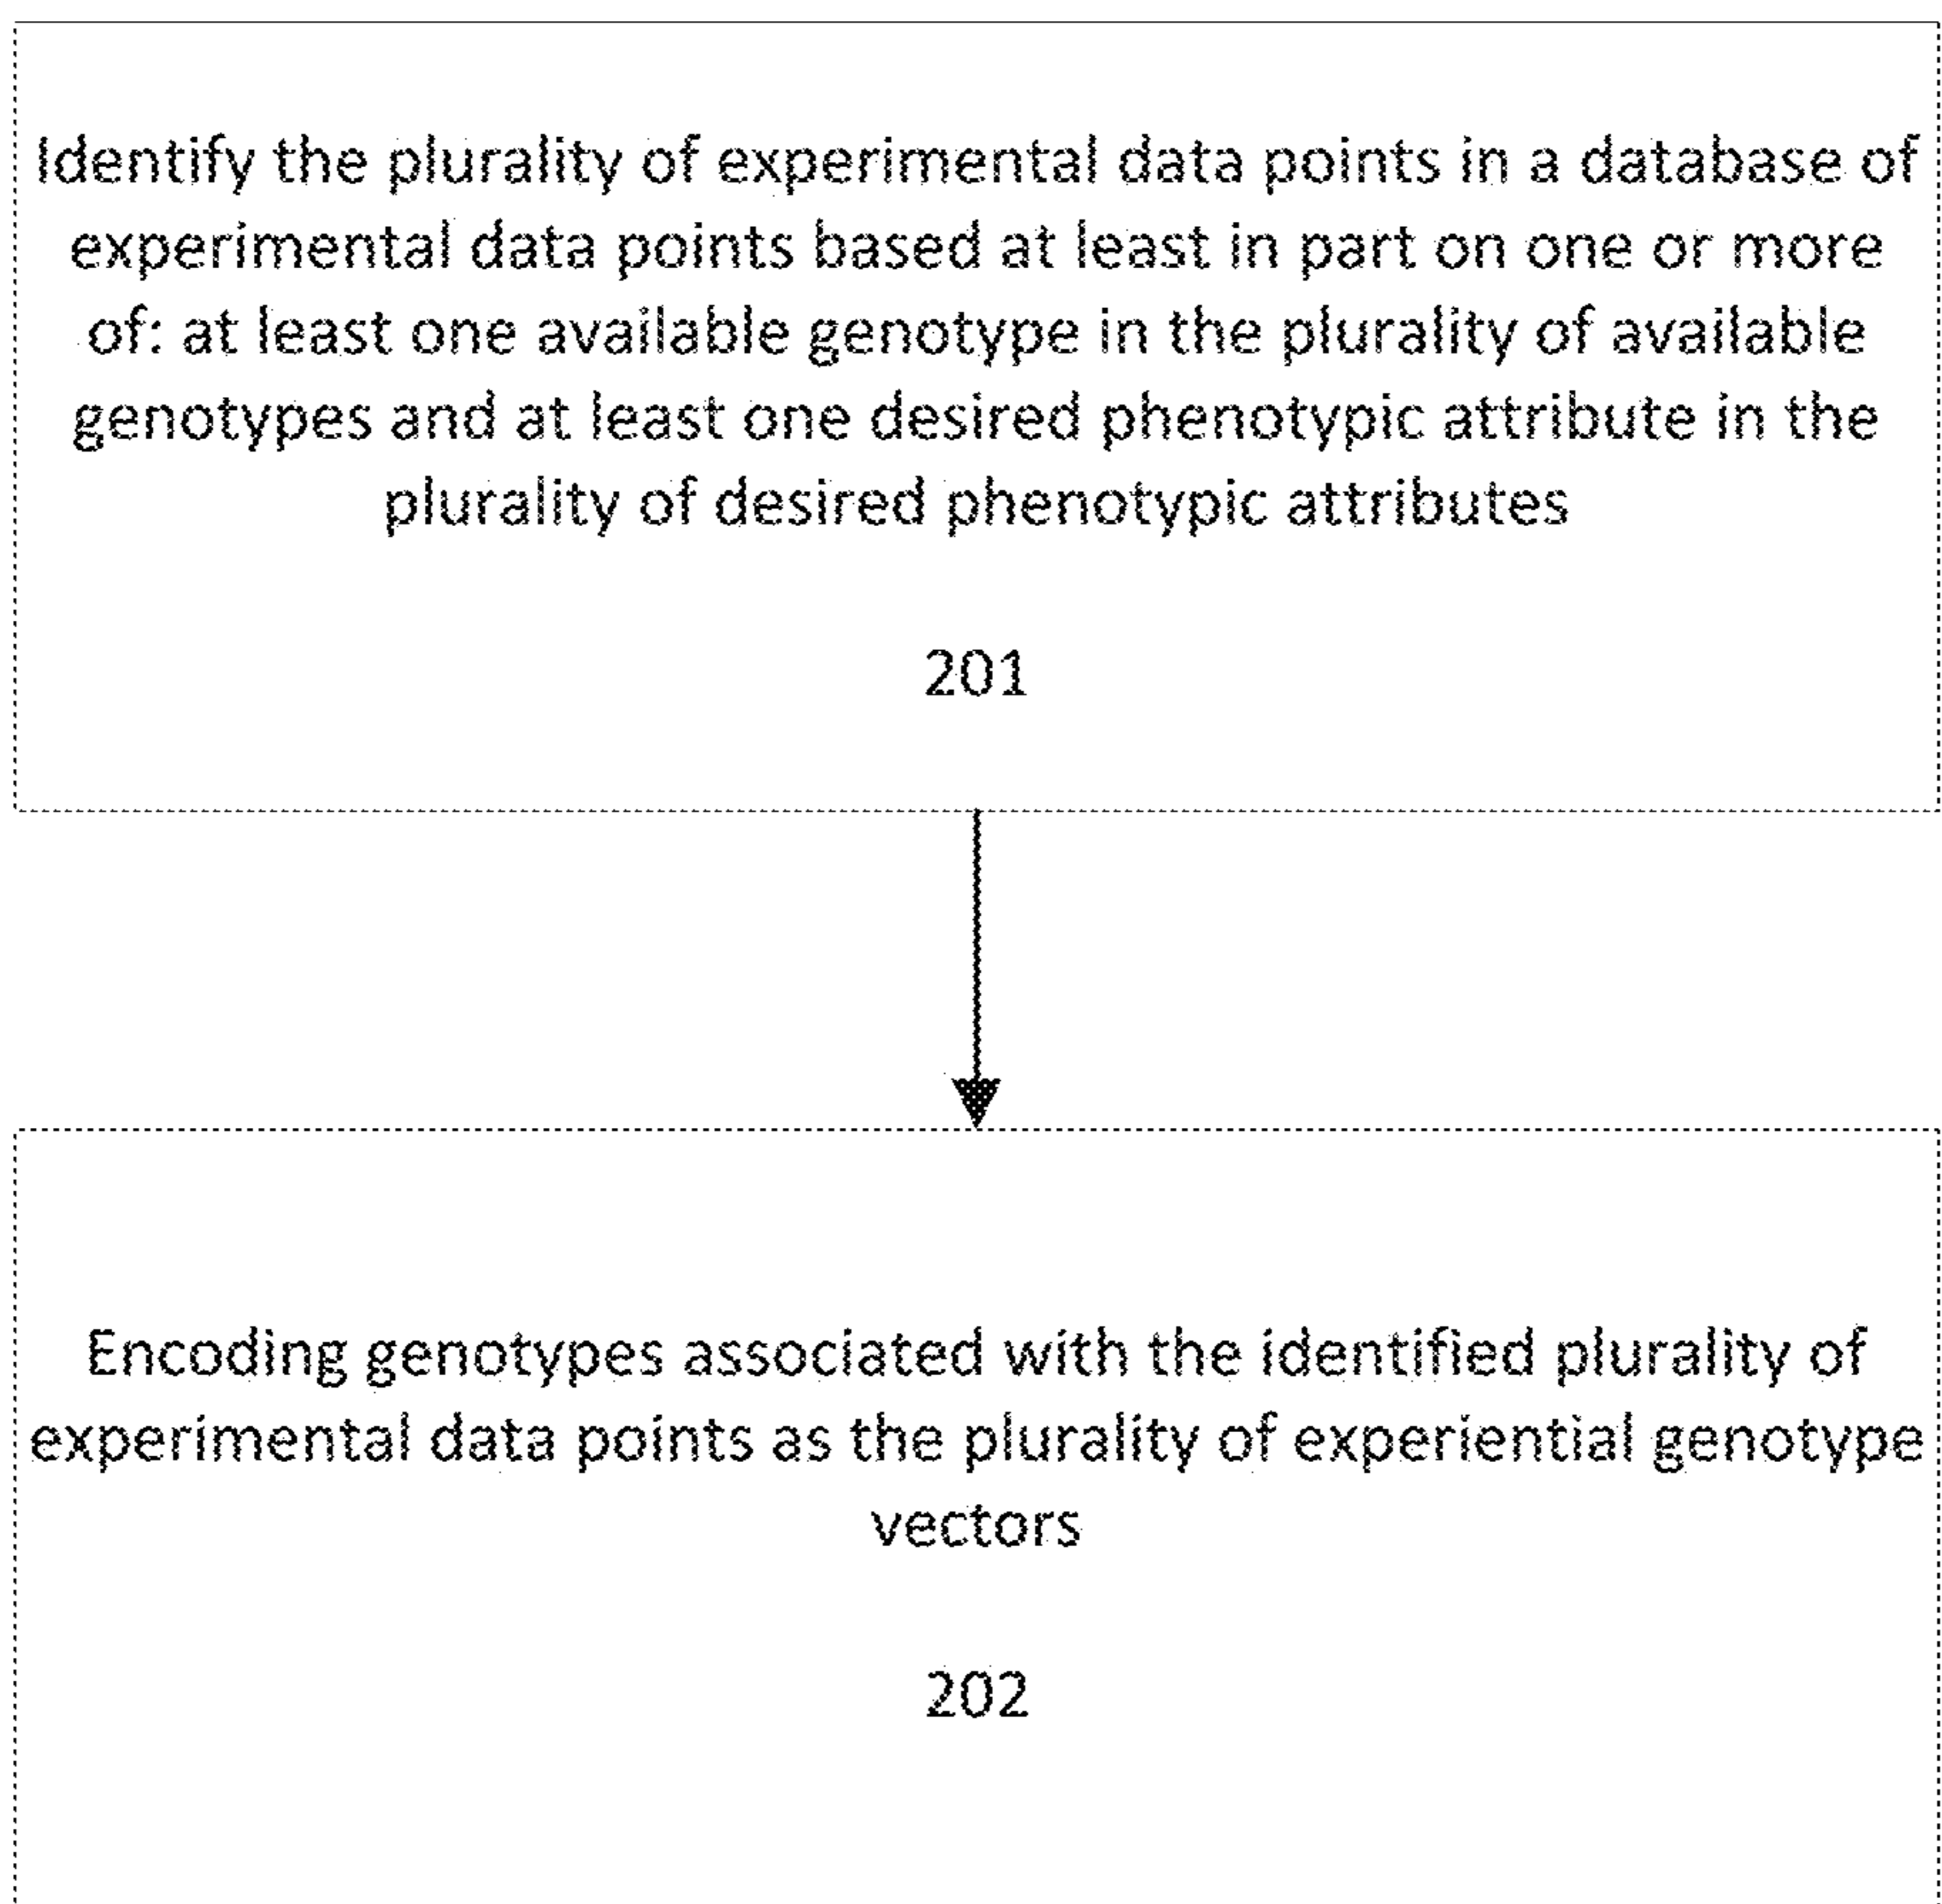 Identify the plurality of experimental data points in a database of
experimental data points based at least in part on one or more
of: at least one available genotype in the plurality of available
genotypes and at least one desired phenotypic attribute in the
plurality of desired phenotypic attributes
201
Encoding genotypes associated with the identified plurality of
experimental data points as the plurality of experiential genotype
vectors
202